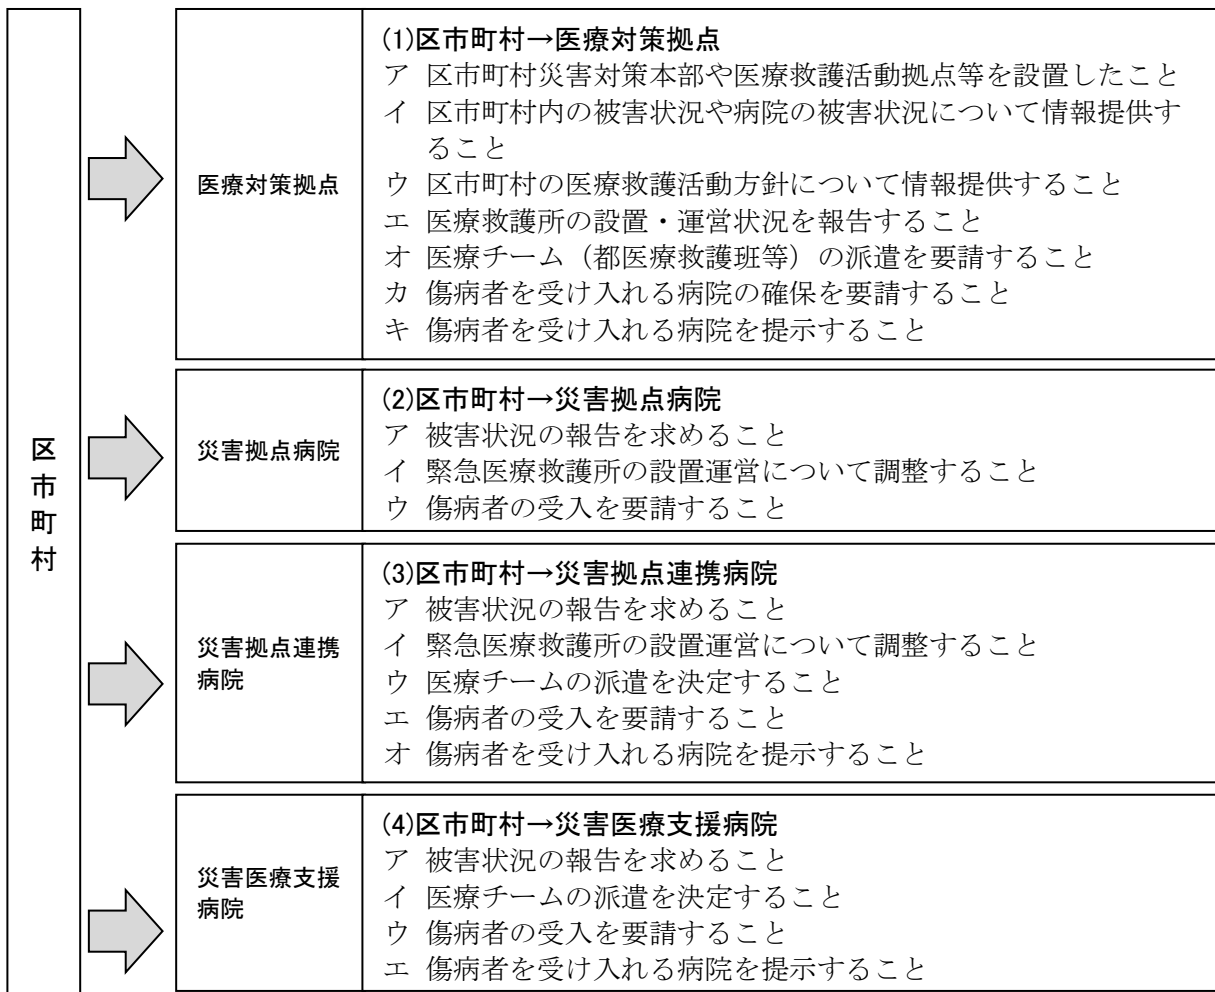 区
市
町
村
医療対策拠点
(1)区市町村→医療対策拠点
ア 区市町村災害対策本部や医療救護活動拠点等を設置したこと
イ 区市町村内の被害状況や病院の被害状況について情報提供す
ること
ウ 区市町村の医療救護活動方針について情報提供すること
エ 医療救護所の設置・運営状況を報告すること
オ 医療チーム（都医療救護班等）の派遣を要請すること
カ 傷病者を受け入れる病院の確保を要請すること
キ 傷病者を受け入れる病院を提示すること
災害拠点病院
(2)区市町村→災害拠点病院
ア 被害状況の報告を求めること
イ 緊急医療救護所の設置運営について調整すること
ウ 傷病者の受入を要請すること
災害拠点連携
病院
(3)区市町村→災害拠点連携病院
ア 被害状況の報告を求めること
イ 緊急医療救護所の設置運営について調整すること
ウ 医療チームの派遣を決定すること
エ 傷病者の受入を要請すること
オ 傷病者を受け入れる病院を提示すること
災害医療支援
病院
(4)区市町村→災害医療支援病院
ア 被害状況の報告を求めること
イ 医療チームの派遣を決定すること
ウ 傷病者の受入を要請すること
エ 傷病者を受け入れる病院を提示すること